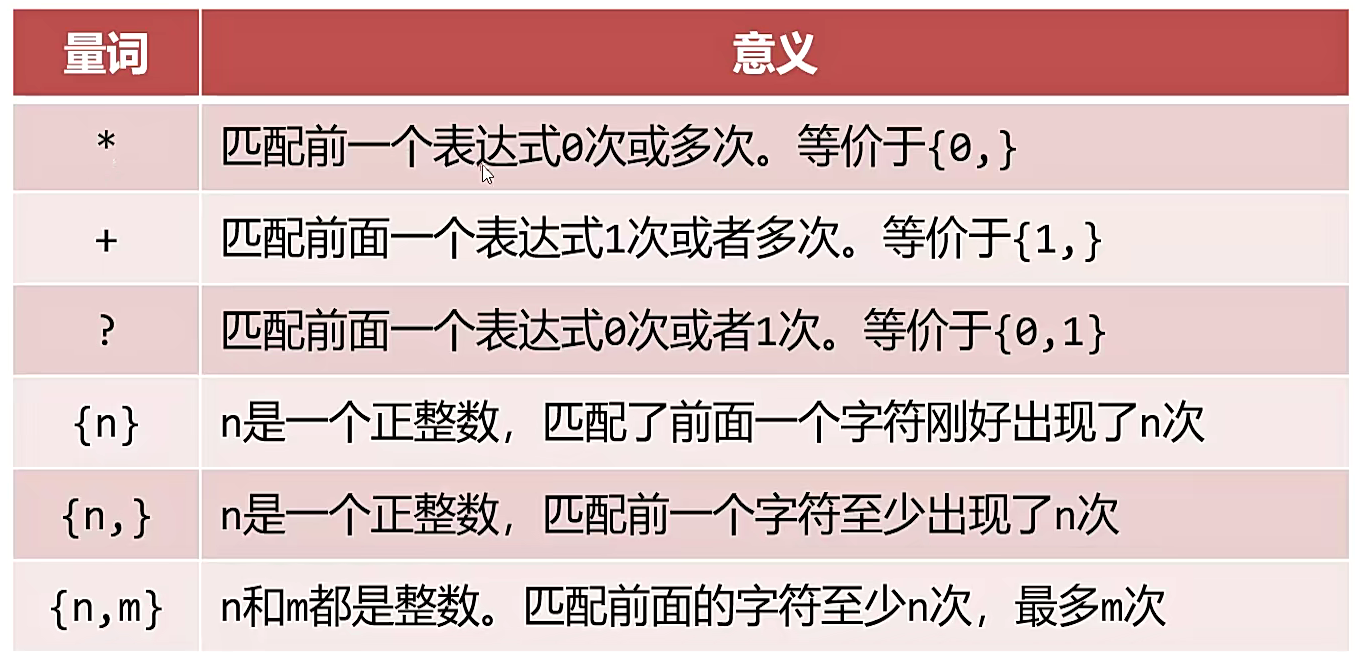 量词 意义
* 匹配前一个表达式0次或多次。等价于{0,}
+ 匹配前面一个表达式1次或者多次。等价于{1,}
? 匹配前面一个表达式0次或者1次。等价于{0,1}
{n} n是一个正整数，匹配了前面一个字符刚好出现了n次
{n,} n是一个正整数，匹配前一个字符至少出现了n次
{n,m} n和m都是整数。匹配前面的字符至少n次，最多m次